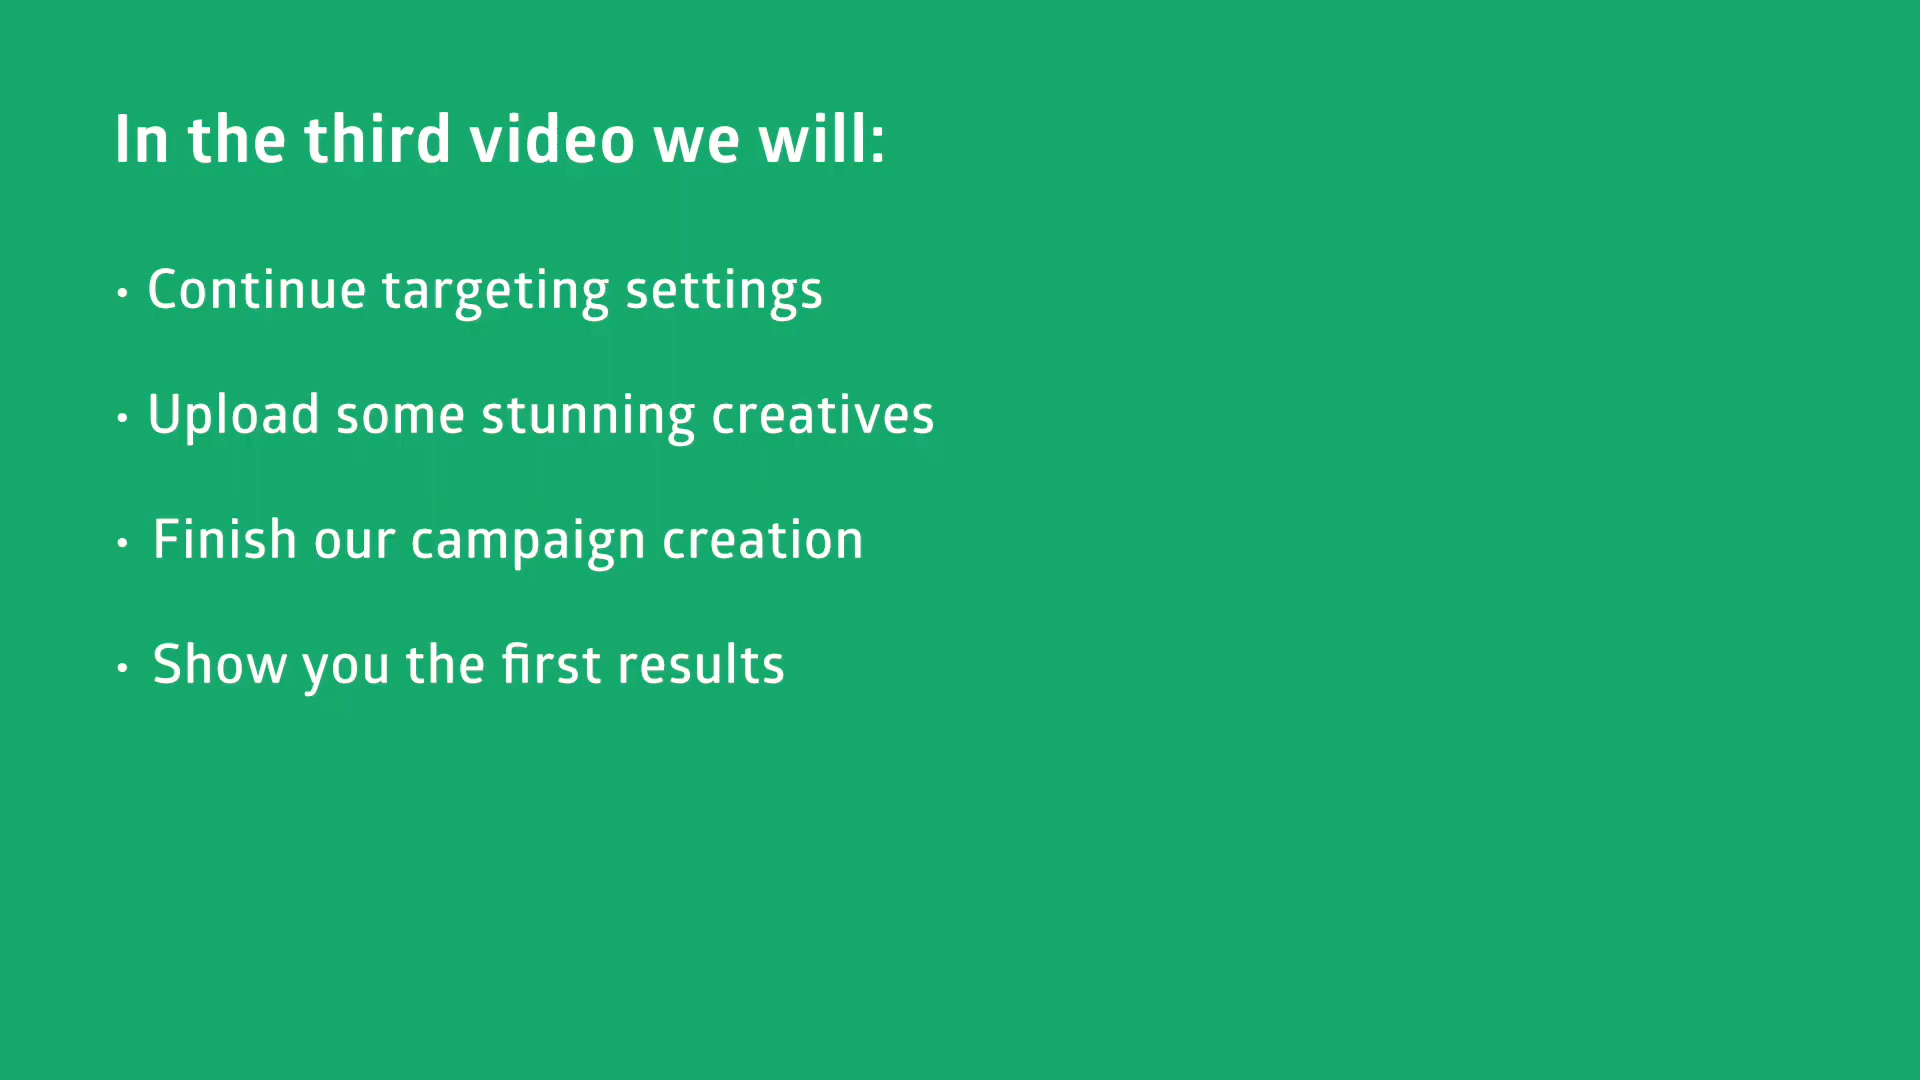 In the third video we will:
• Continue targeting settings
• Upload some stunning creatives
• Finish our campaign creation
• Show you the first results